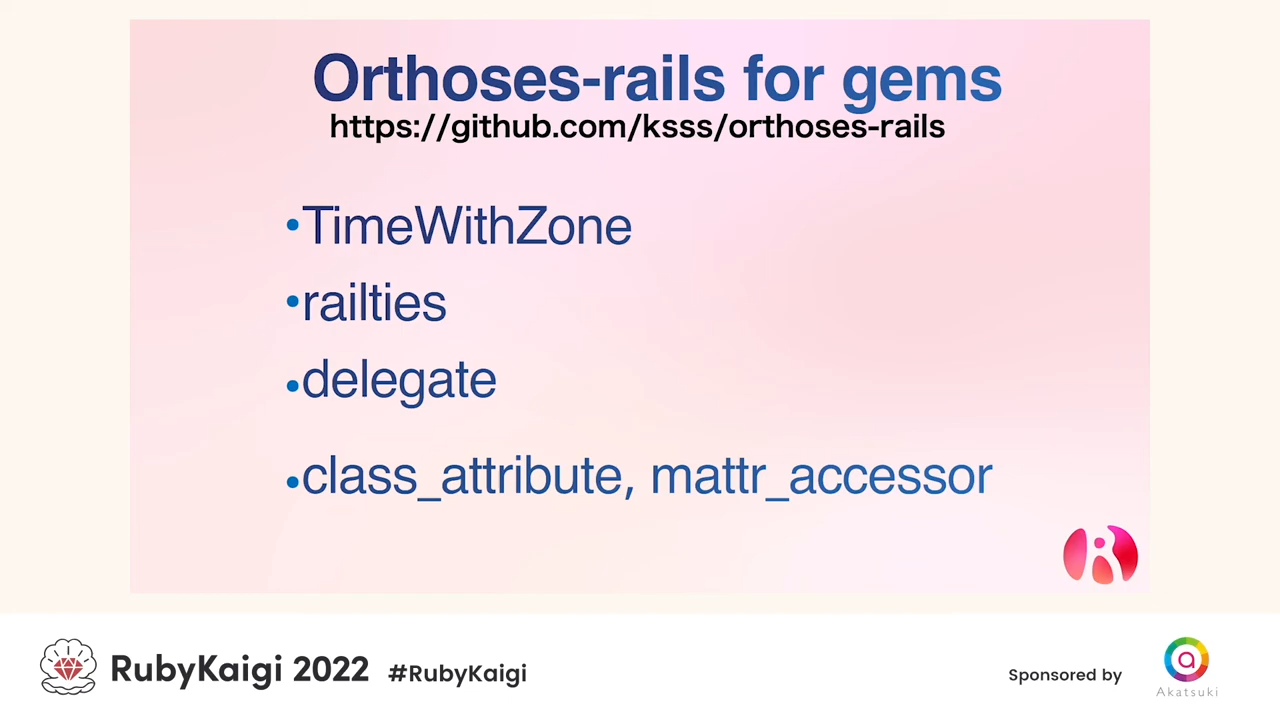 Orthoses-rails for gems
https://github.com/ksss/orthoses-rails
•TimeWithZone
•railties
•delegate
•class_attribute, mattr_accessor
RubyKaigi 2022 #RubyKaigi
Sponsored by
a
Akatsuki